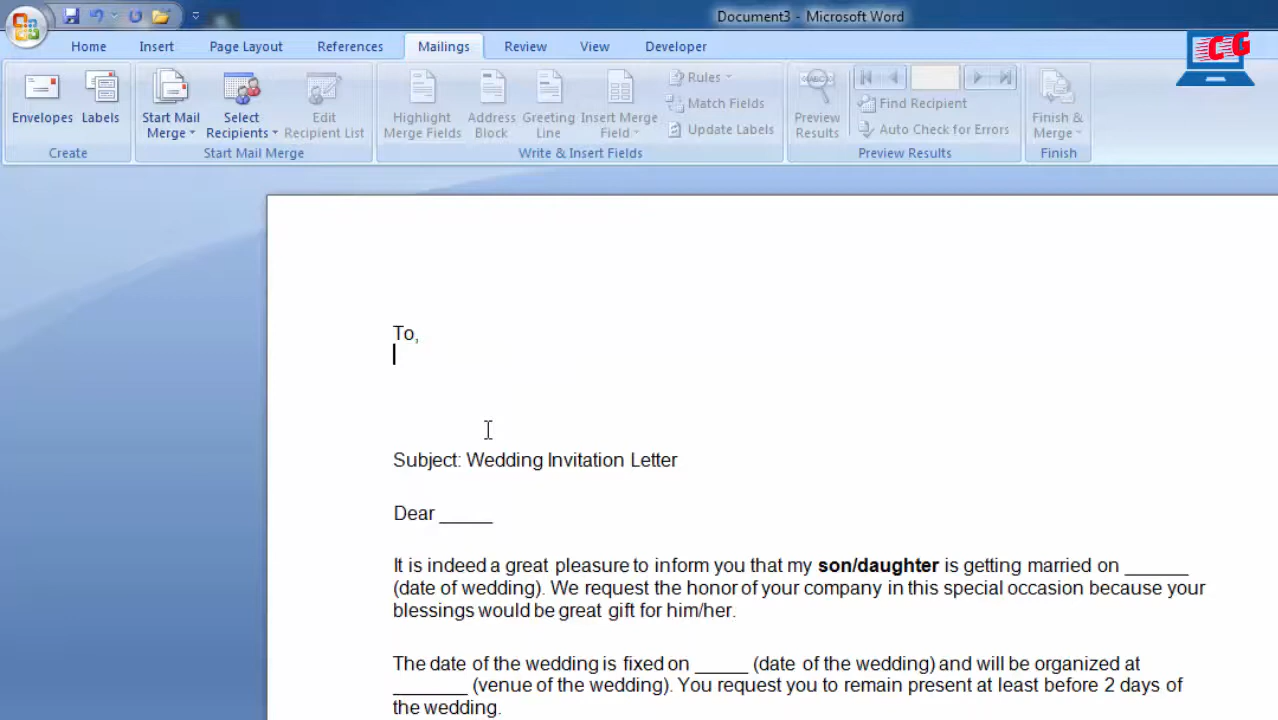 Document3 - Microsoft Word
CG
Home Insert Page Layout References Mailings Review View Developer
Envelopes
Labels
Create
Start Mail
Merge
Select
Recipients
Edit
Recipient List
Start Mail Merge
Highlight
Merge Fields
Address
Block
Greeting
Line
Insert Merge
Field
Rules
Match Fields
Update Labels
Write & Insert Fields
Preview
Results
ABC
Find Recipient
Auto Check for Errors
Preview Results
Finish &
Merge
Finish
To,
Subject: Wedding Invitation Letter
Dear _____
It is indeed a great pleasure to inform you that my son/daughter is getting married on ______
(date of wedding). We request the honor of your company in this special occasion because your
blessings would be great gift for him/her.
The date of the wedding is fixed on _____ (date of the wedding) and will be organized at
_______ (venue of the wedding). You request you to remain present at least before 2 days of
the wedding.